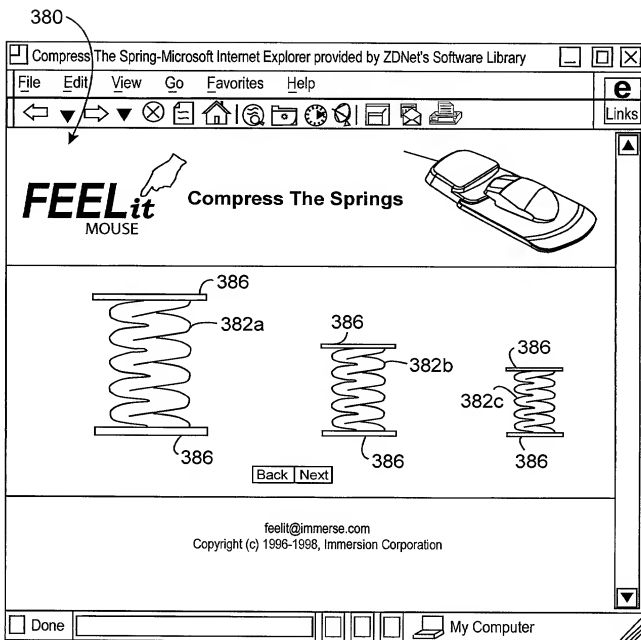 380
Compress The Spring-Microsoft Internet Explorer provided by ZDNet's Software Library
File Edit View Go Favorites Help
e
Links
FEELit
MOUSE
Compress The Springs
386
382a
386
386
382b
386
386
382c
386
Back Next
feelit@immerse.com
Copyright (c) 1996-1998, Immersion Corporation
Done
My Computer